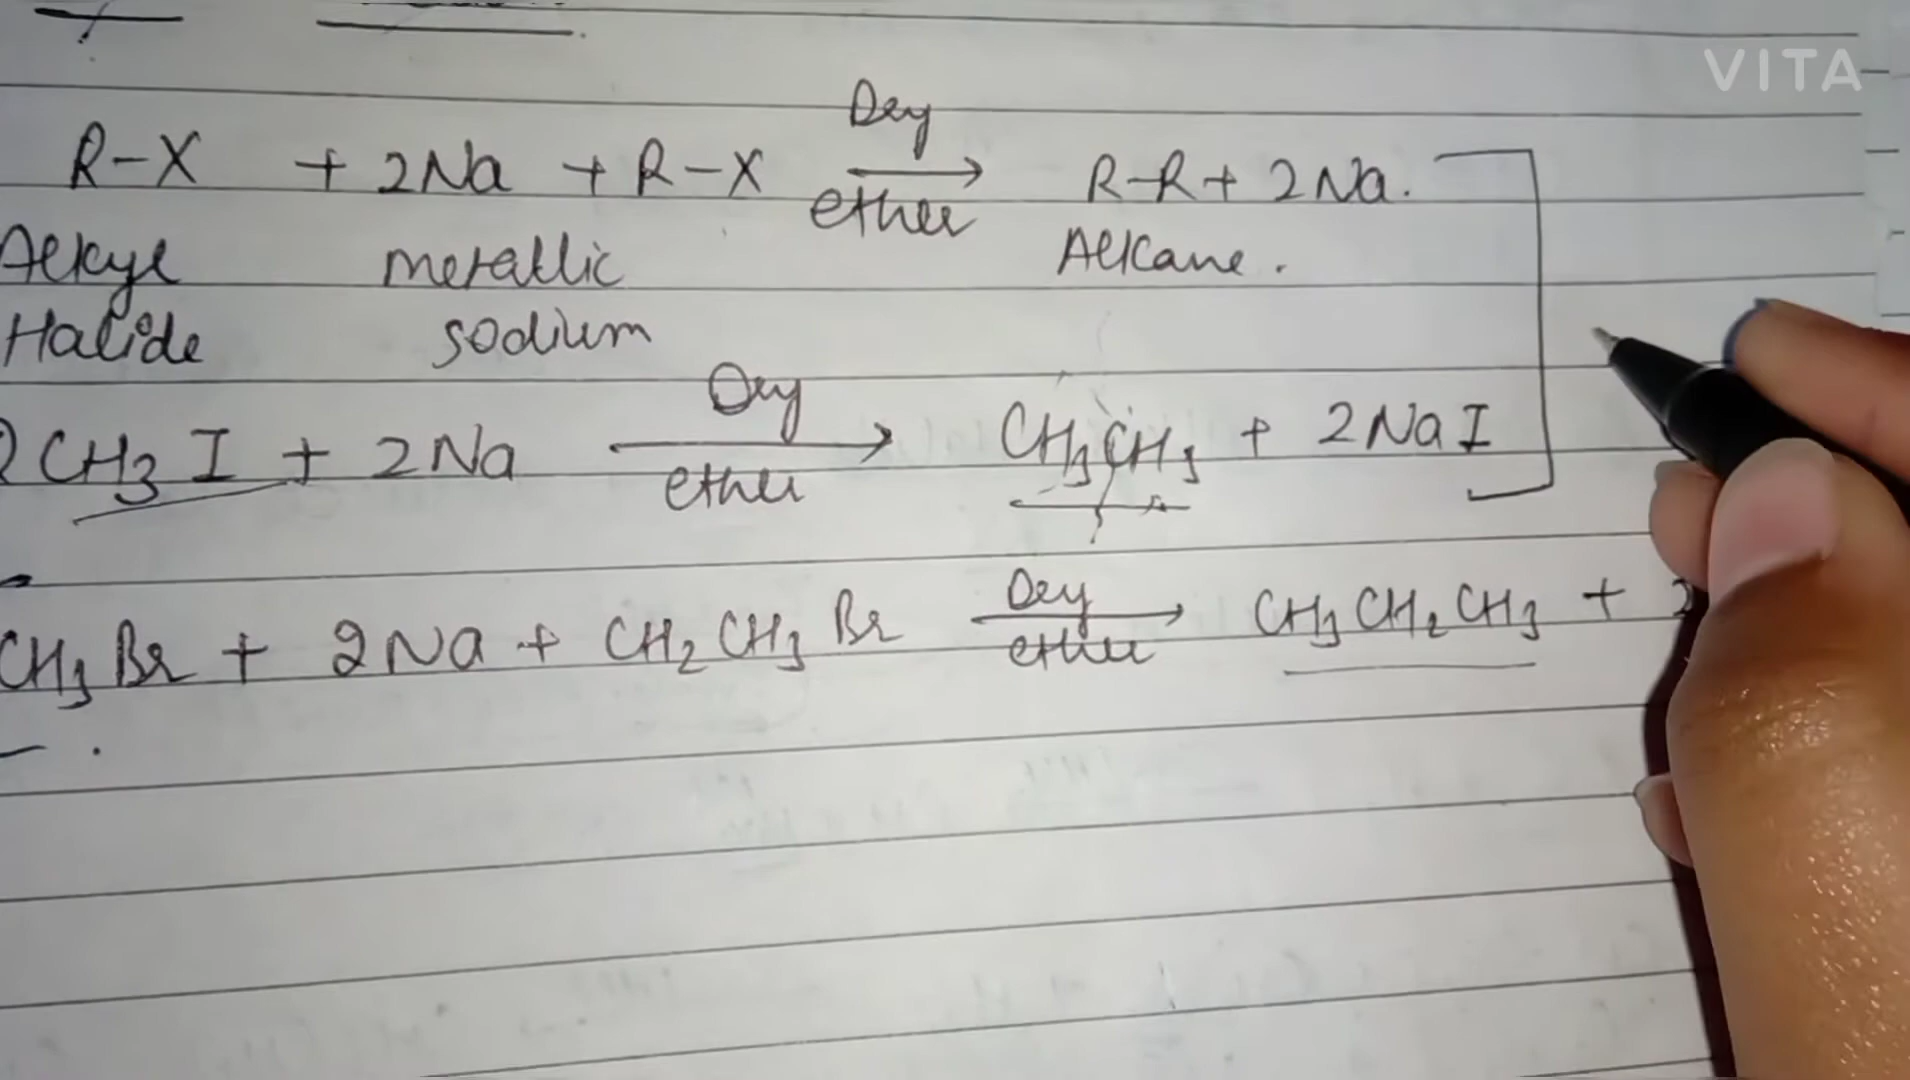 VITA
R-X + 2Na + R-X Dry ether → R-R + 2Na.
Alkyl metallic Alkane.
Halide sodium
2CH₃I + 2Na Dry ether → CH₃CH₃ + 2NaI
CH₃Br + 2Na + CH₂CH₃Br Dry ether → CH₃CH₂CH₃ + 2